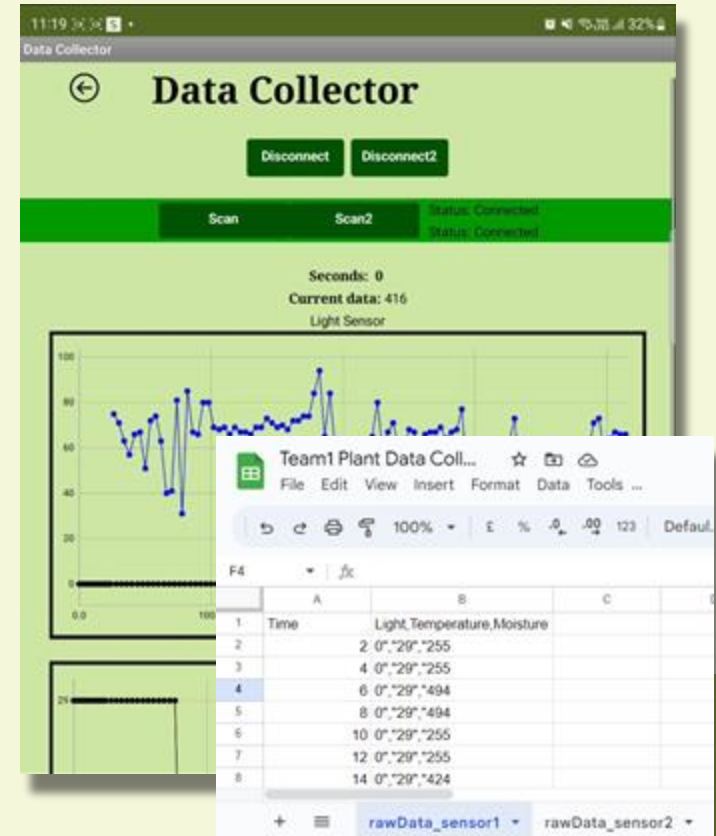 11:19
32%
Data Collector
Data Collector
Disconnect Disconnect2
Scan Scan2 Status: Connected
Status: Connected
Seconds: 0
Current data: 416
Light Sensor
100
80
60
40
20
0
0.0 100
29
Team1 Plant Data Coll...
File Edit View Insert Format Data Tools ...
100% £ % .0 .00 123 Defaul.
F4 fx
A B C
1 Time Light,Temperature,Moisture
2 2 0","29","255
3 4 0","29","255
4 6 0","29","494
5 8 0","29","494
6 10 0","29","255
7 12 0","29","255
8 14 0","29","424
+ rawData_sensor1 rawData_sensor2